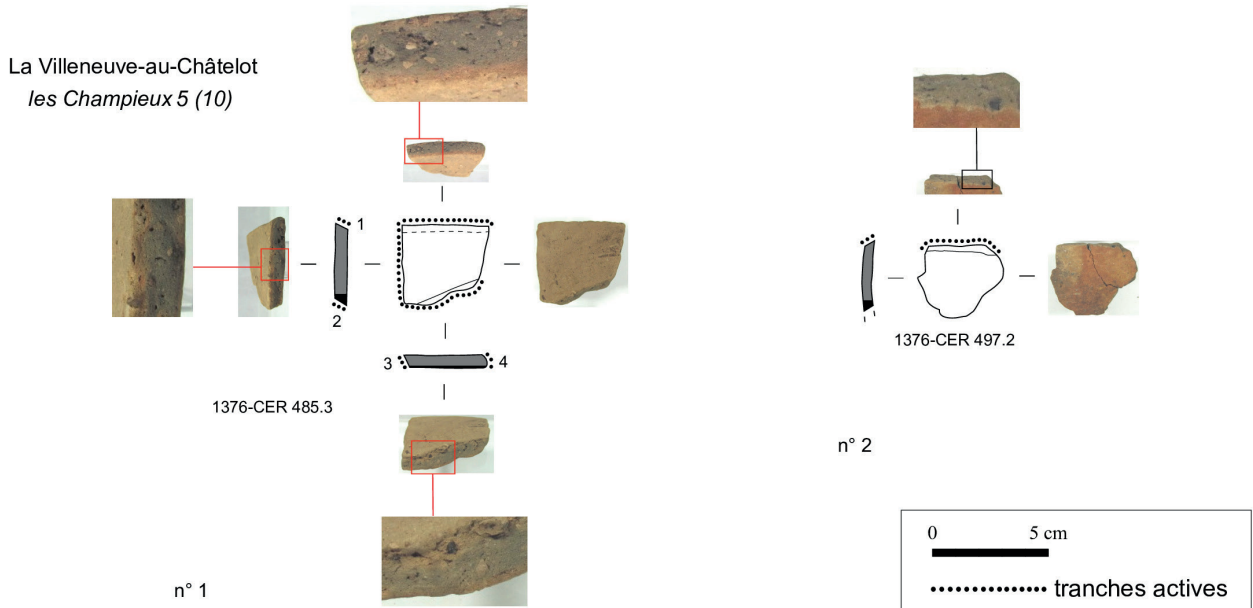 La Villeneuve-au-Châtelot
les Champieux 5 (10)
1
2
3
4
1376-CER 485.3
n° 1
1376-CER 497.2
n° 2
0 5 cm
tranches actives